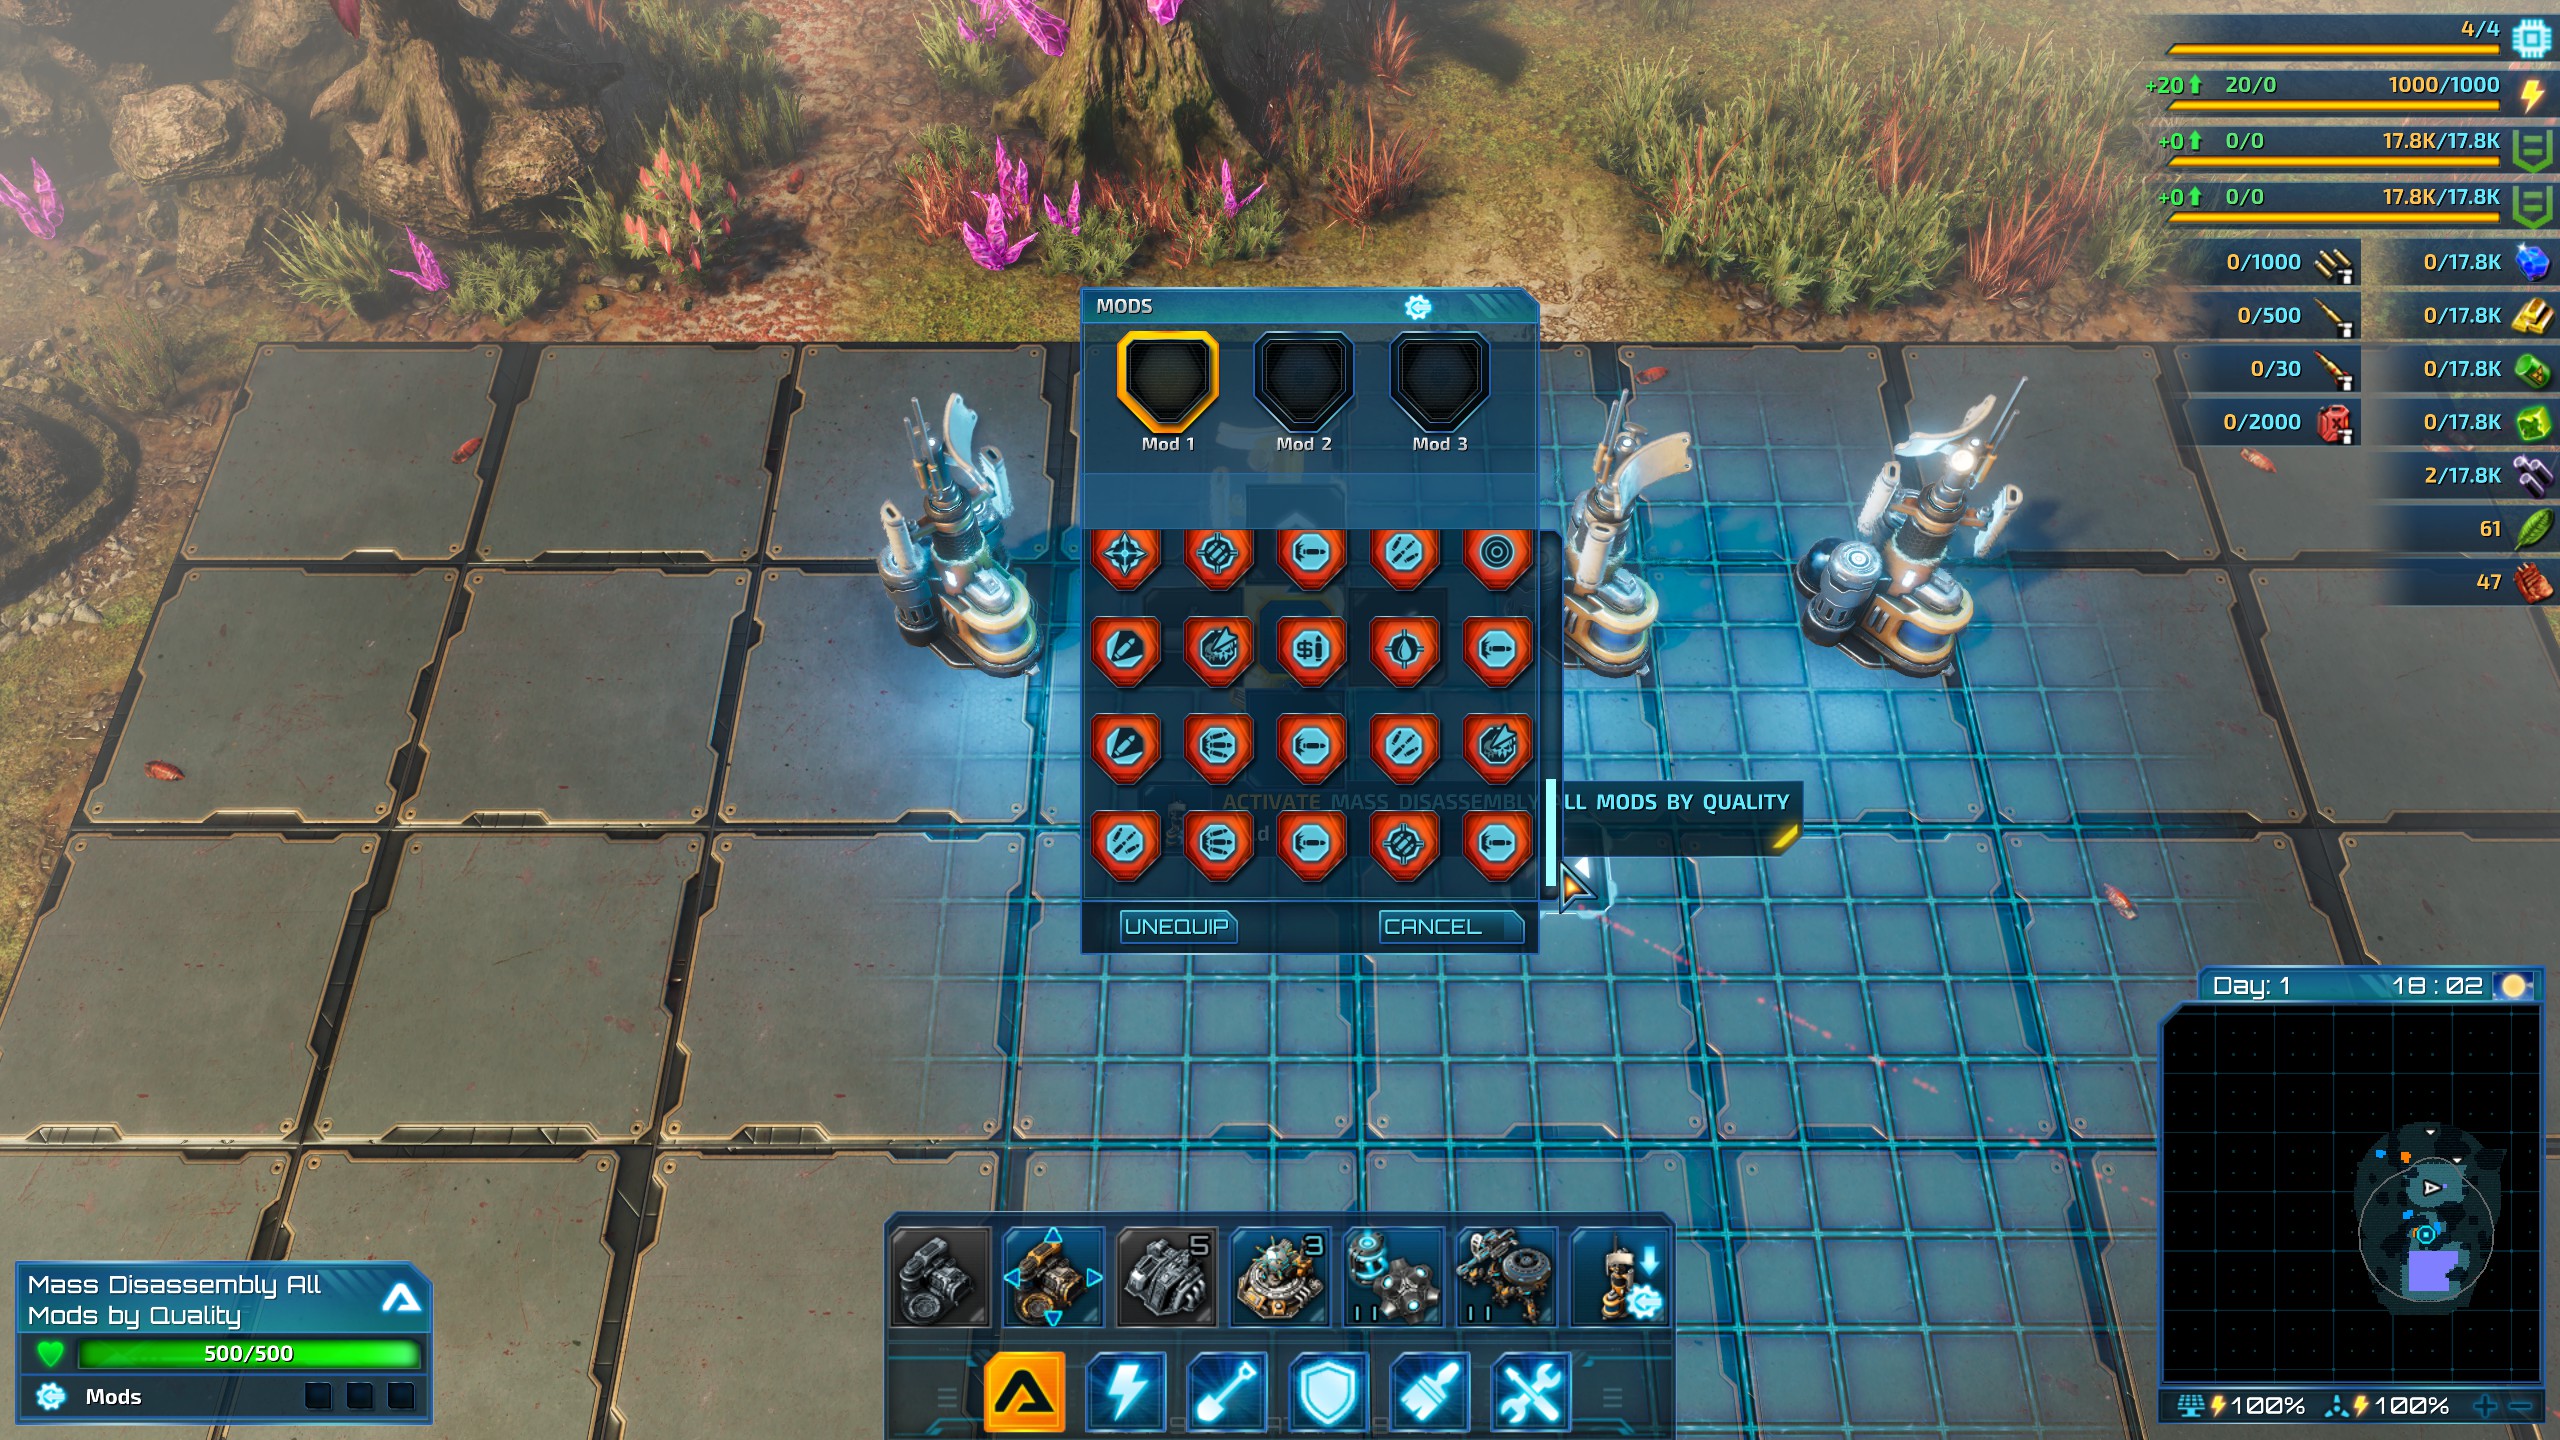 4/4
+20 20/0 1000/1000
+0 0/0 17.8K/17.8K
+0 0/0 17.8K/17.8K
0/1000 0/17.8K
0/500 0/17.8K
0/30 0/17.8K
0/2000 0/17.8K
2/17.8K
61
47
MODS
Mod 1 Mod 2 Mod 3
ACTIVATE MASS DISASSEMBLY ALL MODS BY QUALITY
UNEQUIP CANCEL
Day: 1 18:02
Mass Disassembly All
Mods by Quality
500/500
Mods
5 3
100% 100%